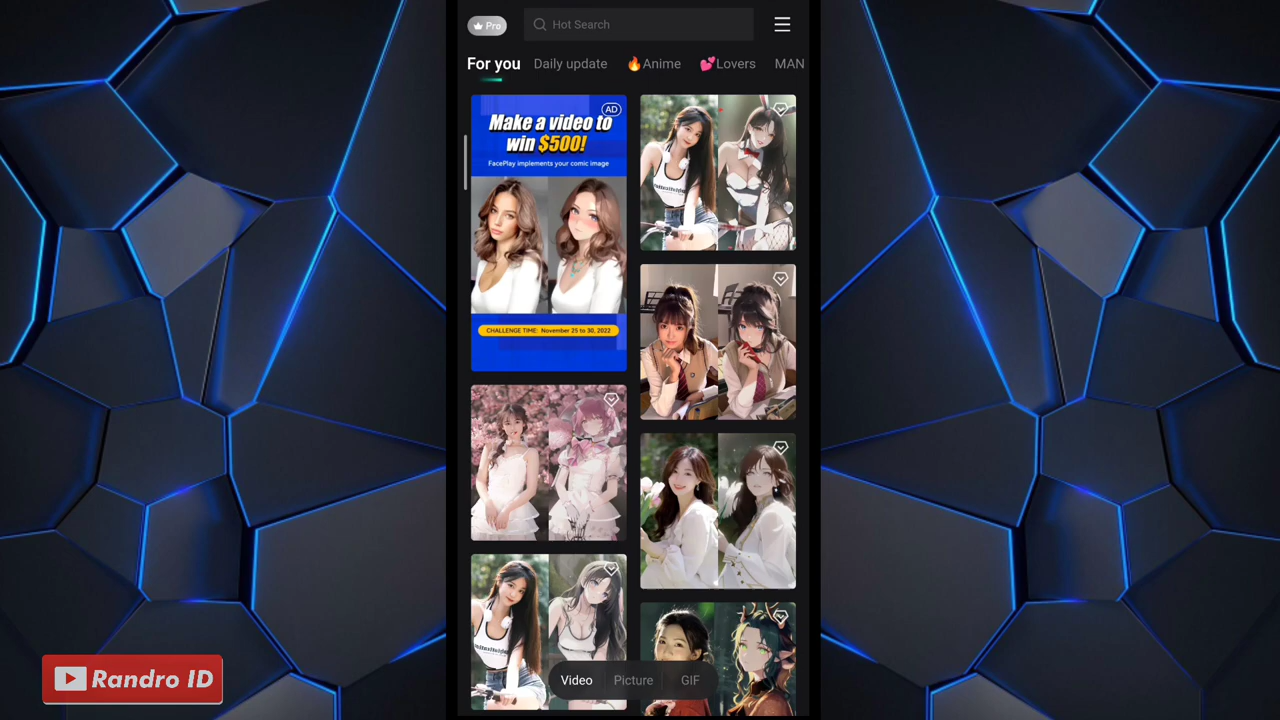 Pro
Hot Search
For you
Daily update
🔥Anime
💕Lovers
MAN
AD
Make a video to
win $500!
FacePlay implements your comic image
CHALLENGE TIME: November 25 to 30, 2022
Video
Picture
GIF
Randro ID